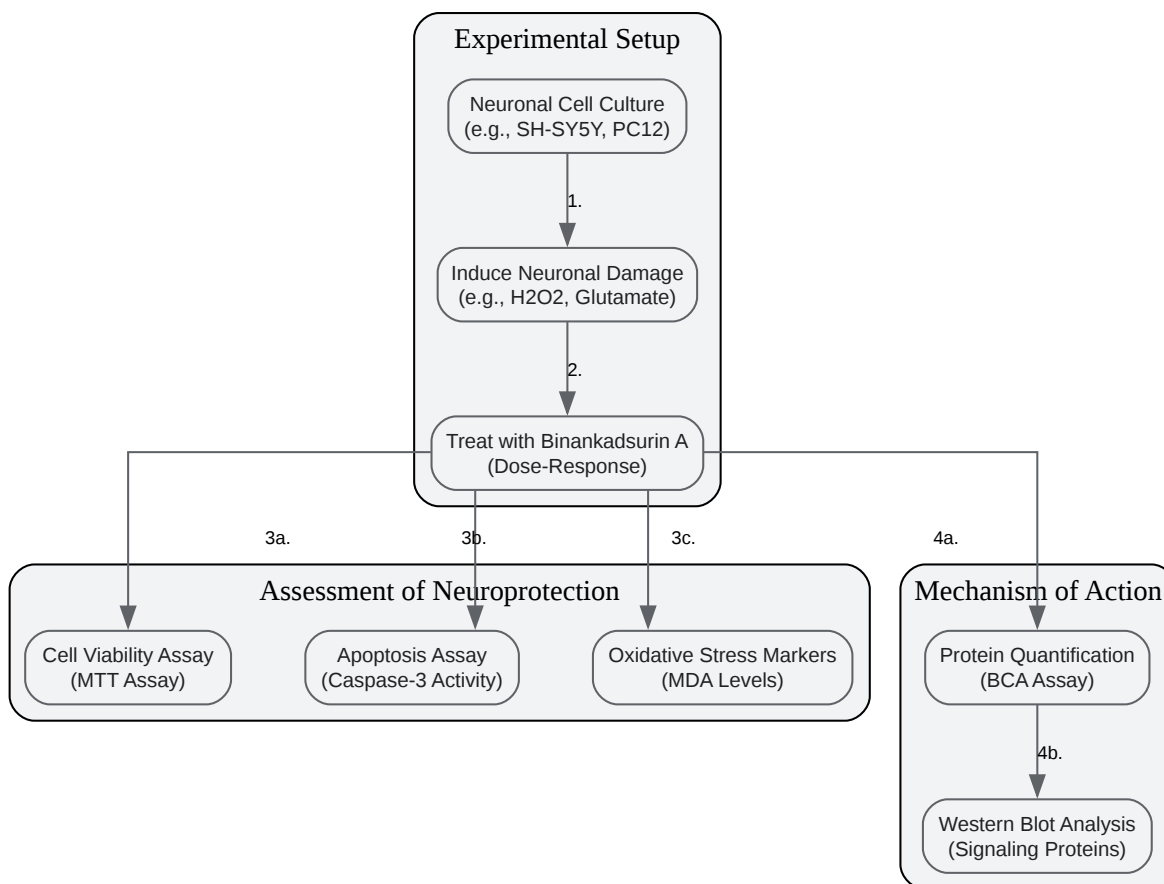 Experimental Setup
Neuronal Cell Culture
(e.g., SH-SY5Y, PC12)
1.
Induce Neuronal Damage
(e.g., H2O2, Glutamate)
2.
Treat with Binankadsurin A
(Dose-Response)
3a.
3b.
3c.
4a.
Assessment of Neuroprotection
Cell Viability Assay
(MTT Assay)
Apoptosis Assay
(Caspase-3 Activity)
Oxidative Stress Markers
(MDA Levels)
Mechanism of Action
Protein Quantification
(BCA Assay)
4b.
Western Blot Analysis
(Signaling Proteins)